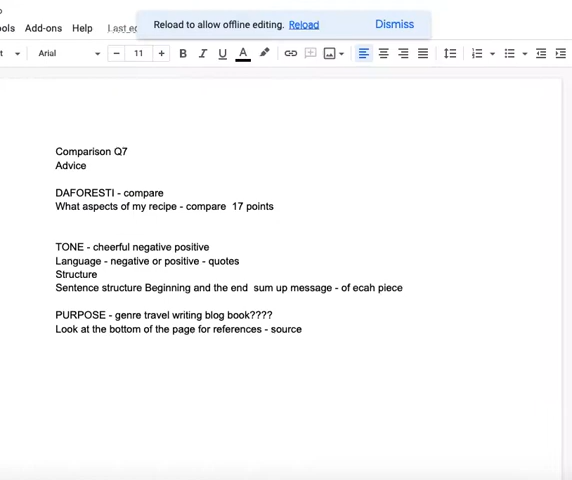 Reload to allow offline editing. Reload Dismiss
Add-ons Help
Arial 11 B I U A
Comparison Q7
Advice
DAFORESTI - compare
What aspects of my recipe - compare 17 points
TONE - cheerful negative positive
Language - negative or positive - quotes
Structure
Sentence structure Beginning and the end sum up message - of ecah piece
PURPOSE - genre travel writing blog book????
Look at the bottom of the page for references - source